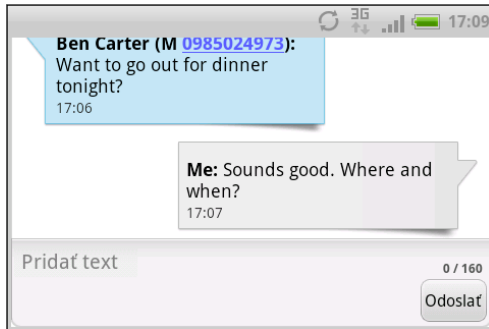 3G 17:09
Ben Carter (M 0985024973):
Want to go out for dinner
tonight?
17:06
Me: Sounds good. Where and
when?
17:07
Pridať text
0 / 160
Odoslať